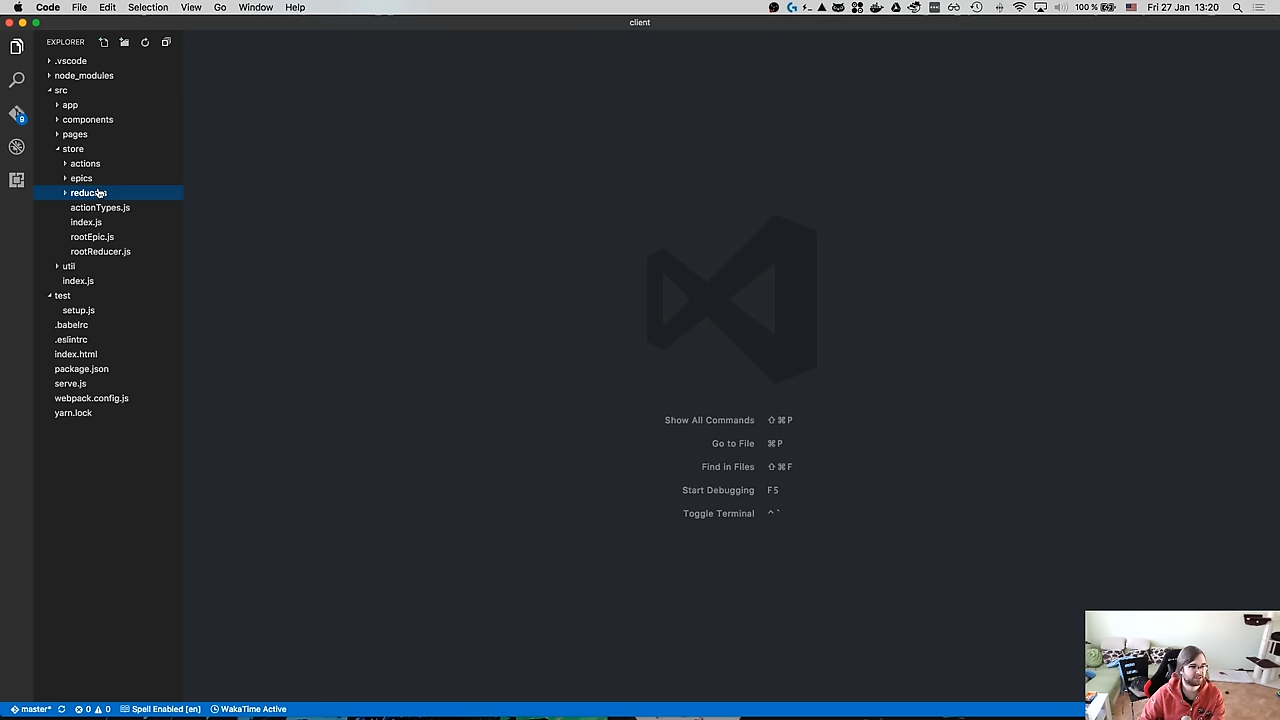 Code File Edit Selection View Go Window Help 100 % Fri 27 Jan 13:20
client
EXPLORER
.vscode
node_modules
src
app
components
pages
store
actions
epics
actionTypes.js
index.js
rootEpic.js
rootReducer.js
util
index.js
test
setup.js
.babelrc
.eslintrc
index.html
package.json
serve.js
webpack.config.js
yarn.lock
9
Show All Commands ⇧⌘P
Go to File ⌘P
Find in Files ⇧⌘F
Start Debugging F5
Toggle Terminal ^`
master* 0 0 Spell Enabled [en] WakaTime Active